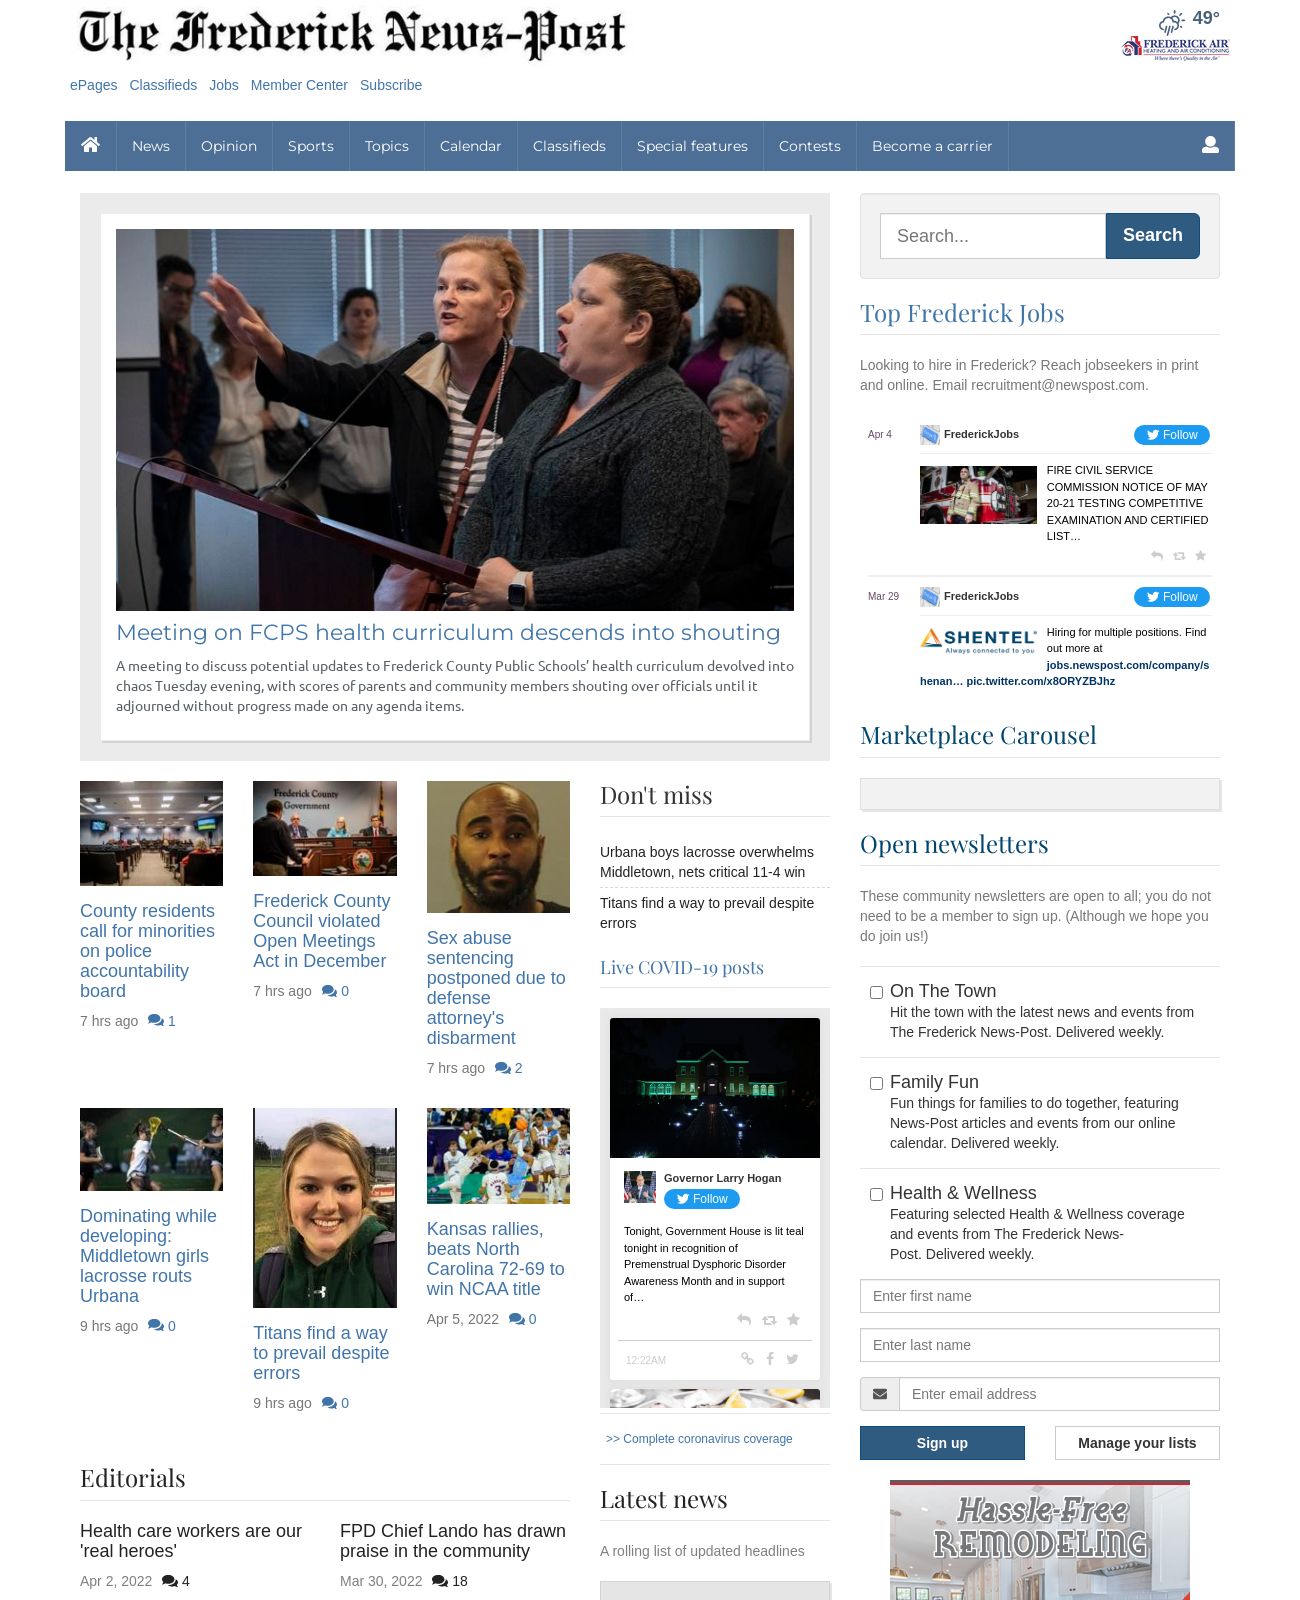 The Frederick News-Post
49°
FREDERICK AIR
HEATING AND AIR CONDITIONING
Where there's Quality in the Air
ePages Classifieds Jobs Member Center Subscribe
News Opinion Sports Topics Calendar Classifieds Special features Contests Become a carrier
Meeting on FCPS health curriculum descends into shouting
A meeting to discuss potential updates to Frederick County Public Schools’ health curriculum devolved into
chaos Tuesday evening, with scores of parents and community members shouting over officials until it
adjourned without progress made on any agenda items.
County residents
call for minorities
on police
accountability
board
7 hrs ago 1
Frederick County
Government
Frederick County
Council violated
Open Meetings
Act in December
7 hrs ago 0
Sex abuse
sentencing
postponed due to
defense
attorney's
disbarment
7 hrs ago 2
Dominating while
developing:
Middletown girls
lacrosse routs
Urbana
9 hrs ago 0
Titans find a way
to prevail despite
errors
9 hrs ago 0
3
Kansas rallies,
beats North
Carolina 72-69 to
win NCAA title
Apr 5, 2022 0
Editorials
Health care workers are our
'real heroes'
Apr 2, 2022 4
FPD Chief Lando has drawn
praise in the community
Mar 30, 2022 18
Don't miss
Urbana boys lacrosse overwhelms
Middletown, nets critical 11-4 win
Titans find a way to prevail despite
errors
Live COVID-19 posts
Governor Larry Hogan
Follow
Tonight, Government House is lit teal
tonight in recognition of
Premenstrual Dysphoric Disorder
Awareness Month and in support
of…
12:22AM
>> Complete coronavirus coverage
Latest news
A rolling list of updated headlines
Search...
Search
Top Frederick Jobs
Looking to hire in Frederick? Reach jobseekers in print
and online. Email recruitment@newspost.com.
Apr 4 FrederickJobs Follow
FIRE CIVIL SERVICE
COMMISSION NOTICE OF MAY
20-21 TESTING COMPETITIVE
EXAMINATION AND CERTIFIED
LIST…
Mar 29 FrederickJobs Follow
SHENTEL
Always connected to you
Hiring for multiple positions. Find
out more at
jobs.newspost.com/company/s
henan… pic.twitter.com/x8ORYZBJhz
Marketplace Carousel
Open newsletters
These community newsletters are open to all; you do not
need to be a member to sign up. (Although we hope you
do join us!)
On The Town
Hit the town with the latest news and events from
The Frederick News-Post. Delivered weekly.
Family Fun
Fun things for families to do together, featuring
News-Post articles and events from our online
calendar. Delivered weekly.
Health & Wellness
Featuring selected Health & Wellness coverage
and events from The Frederick News-
Post. Delivered weekly.
Enter first name
Enter last name
Enter email address
Sign up
Manage your lists
Hassle-Free
REMODELING